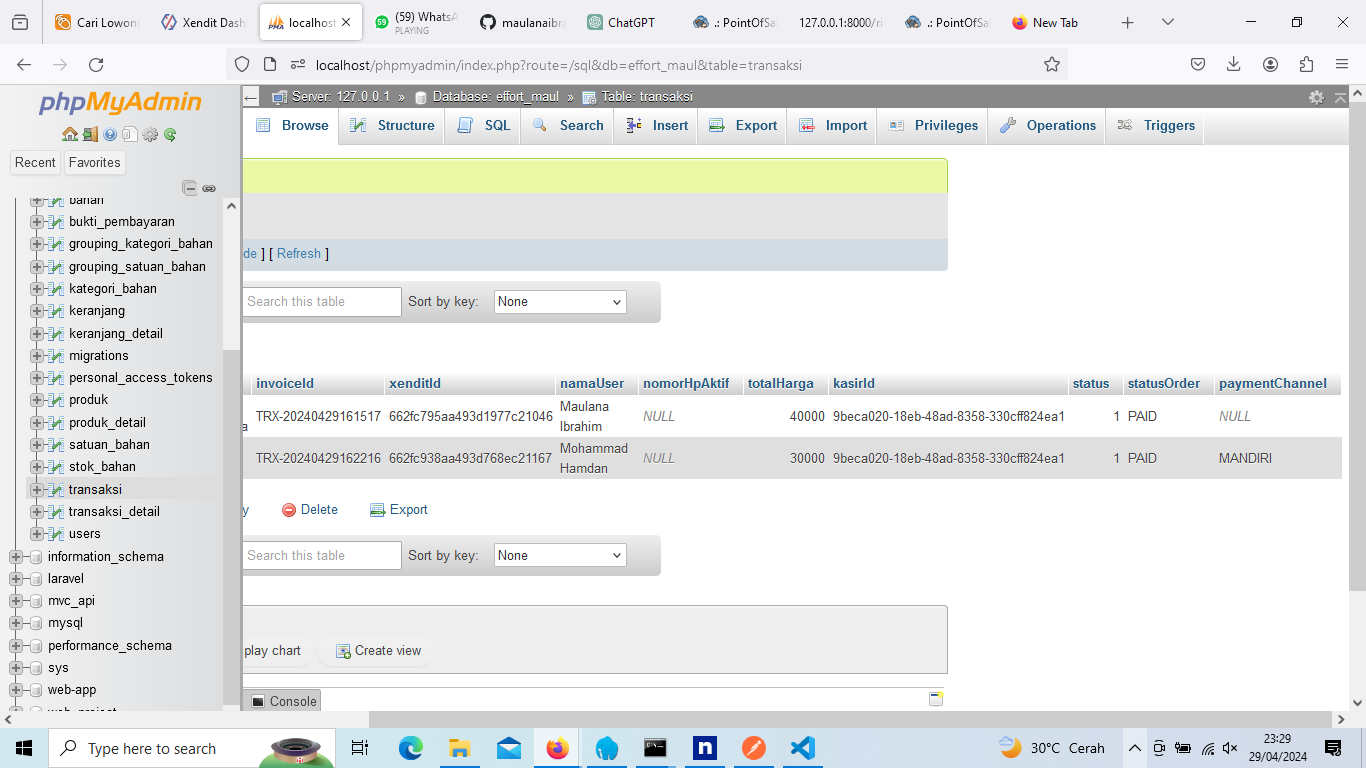 Cari Lowon
Xendit Dash
localhost
(59) WhatsA
PLAYING
maulanaibra
ChatGPT
.: PointOfSal
127.0.0.1:8000/ri
.: PointOfSal
New Tab
localhost/phpmyadmin/index.php?route=/sql&db=effort_maul&table=transaksi
phpMyAdmin
Recent
Favorites
bahan
bukti_pembayaran
grouping_kategori_bahan
grouping_satuan_bahan
kategori_bahan
keranjang
keranjang_detail
migrations
personal_access_tokens
produk
produk_detail
satuan_bahan
stok_bahan
transaksi
transaksi_detail
users
information_schema
laravel
mvc_api
mysql
performance_schema
sys
web-app
web_project
Server: 127.0.0.1 » Database: effort_maul » Table: transaksi
Browse Structure SQL Search Insert Export Import Privileges Operations Triggers
de ] [ Refresh ]
Search this table Sort by key: None
invoiceId xenditId namaUser nomorHpAktif totalHarga kasirId status statusOrder paymentChannel
a TRX-20240429161517 662fc795aa493d1977c21046 Maulana Ibrahim NULL 40000 9beca020-18eb-48ad-8358-330cff824ea1 1 PAID NULL
TRX-20240429162216 662fc938aa493d768ec21167 Mohammad Hamdan NULL 30000 9beca020-18eb-48ad-8358-330cff824ea1 1 PAID MANDIRI
y Delete Export
Search this table Sort by key: None
play chart Create view
Console
Type here to search
30°C Cerah
23:29
29/04/2024